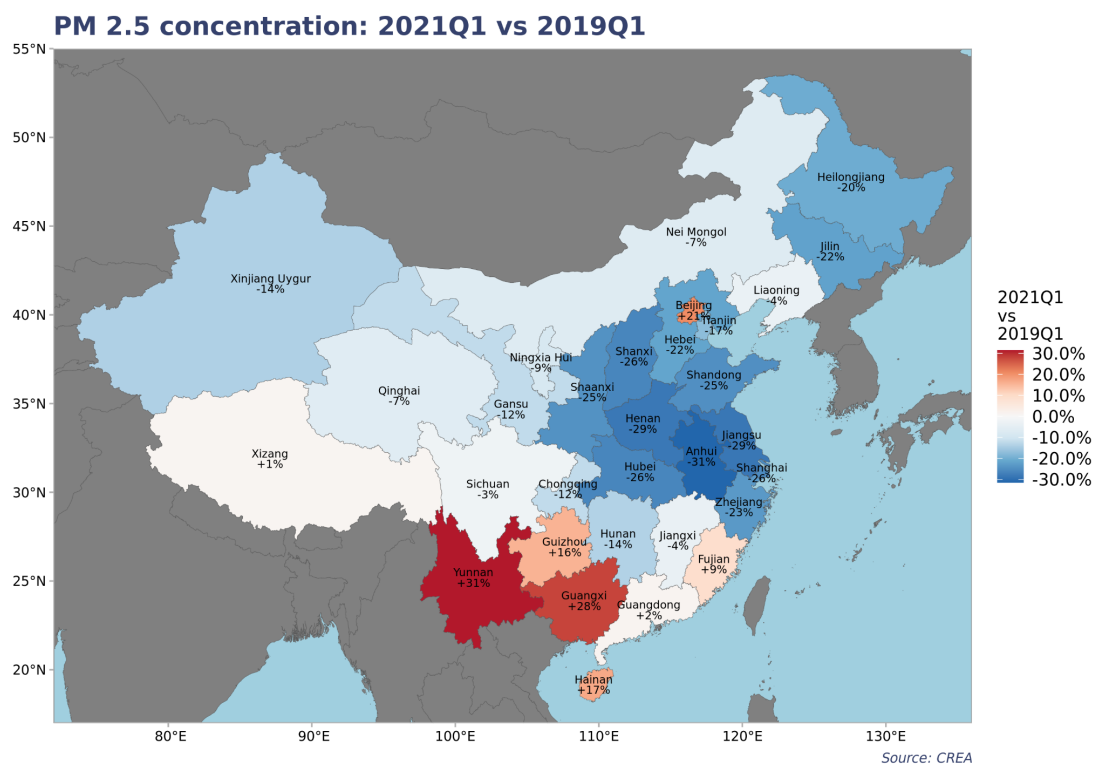 PM 2.5 concentration: 2021Q1 vs 2019Q1
55°N
50°N
45°N
40°N
35°N
30°N
25°N
20°N
80°E
90°E
100°E
110°E
120°E
130°E
Heilongjiang
-20%
Nei Mongol
-7%
Jilin
-22%
Xinjiang Uygur
-14%
Liaoning
-4%
Beijing
+21%
Tianjin
-17%
Hebei
-22%
Shanxi
-26%
Ningxia Hui
-9%
Shandong
-25%
Qinghai
-7%
Shaanxi
-25%
Gansu
-12%
Henan
-29%
Jiangsu
-29%
Xizang
+1%
Anhui
-31%
Hubei
-26%
Shanghai
-26%
Sichuan
-3%
Chongqing
-12%
Zhejiang
-23%
Guizhou
+16%
Hunan
-14%
Jiangxi
-4%
Fujian
+9%
Yunnan
+31%
Guangxi
+28%
Guangdong
+2%
Hainan
+17%
2021Q1
vs
2019Q1
30.0%
20.0%
10.0%
0.0%
-10.0%
-20.0%
-30.0%
Source: CREA